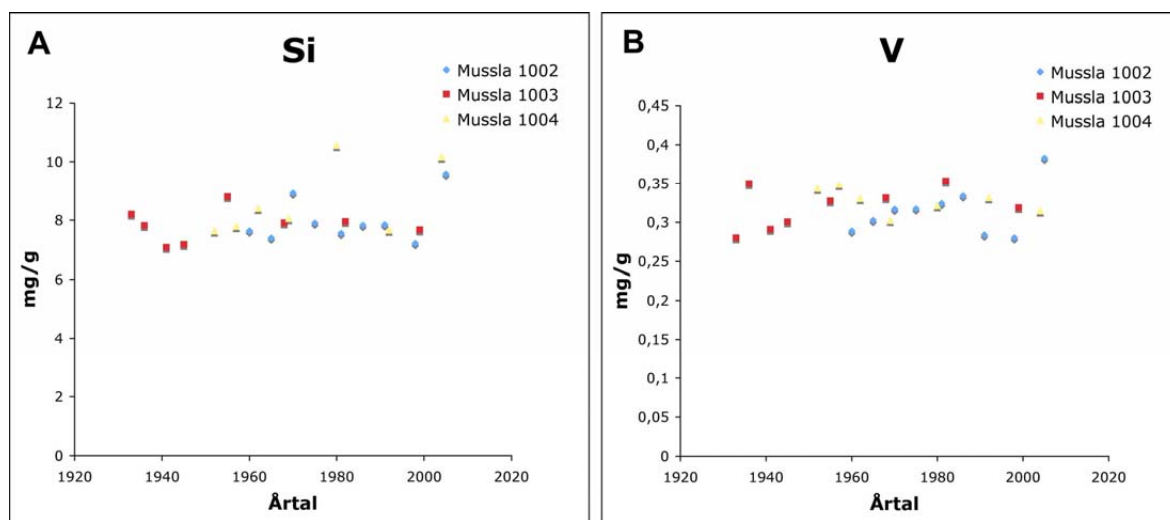 A
Si
Mussla 1002
Mussla 1003
Mussla 1004
12
10
8
6
4
2
0
mg/g
1920 1940 1960 1980 2000 2020
Årtal
B
V
Mussla 1002
Mussla 1003
Mussla 1004
0,45
0,4
0,35
0,3
0,25
0,2
0,15
0,1
0,05
0
mg/g
1920 1940 1960 1980 2000 2020
Årtal